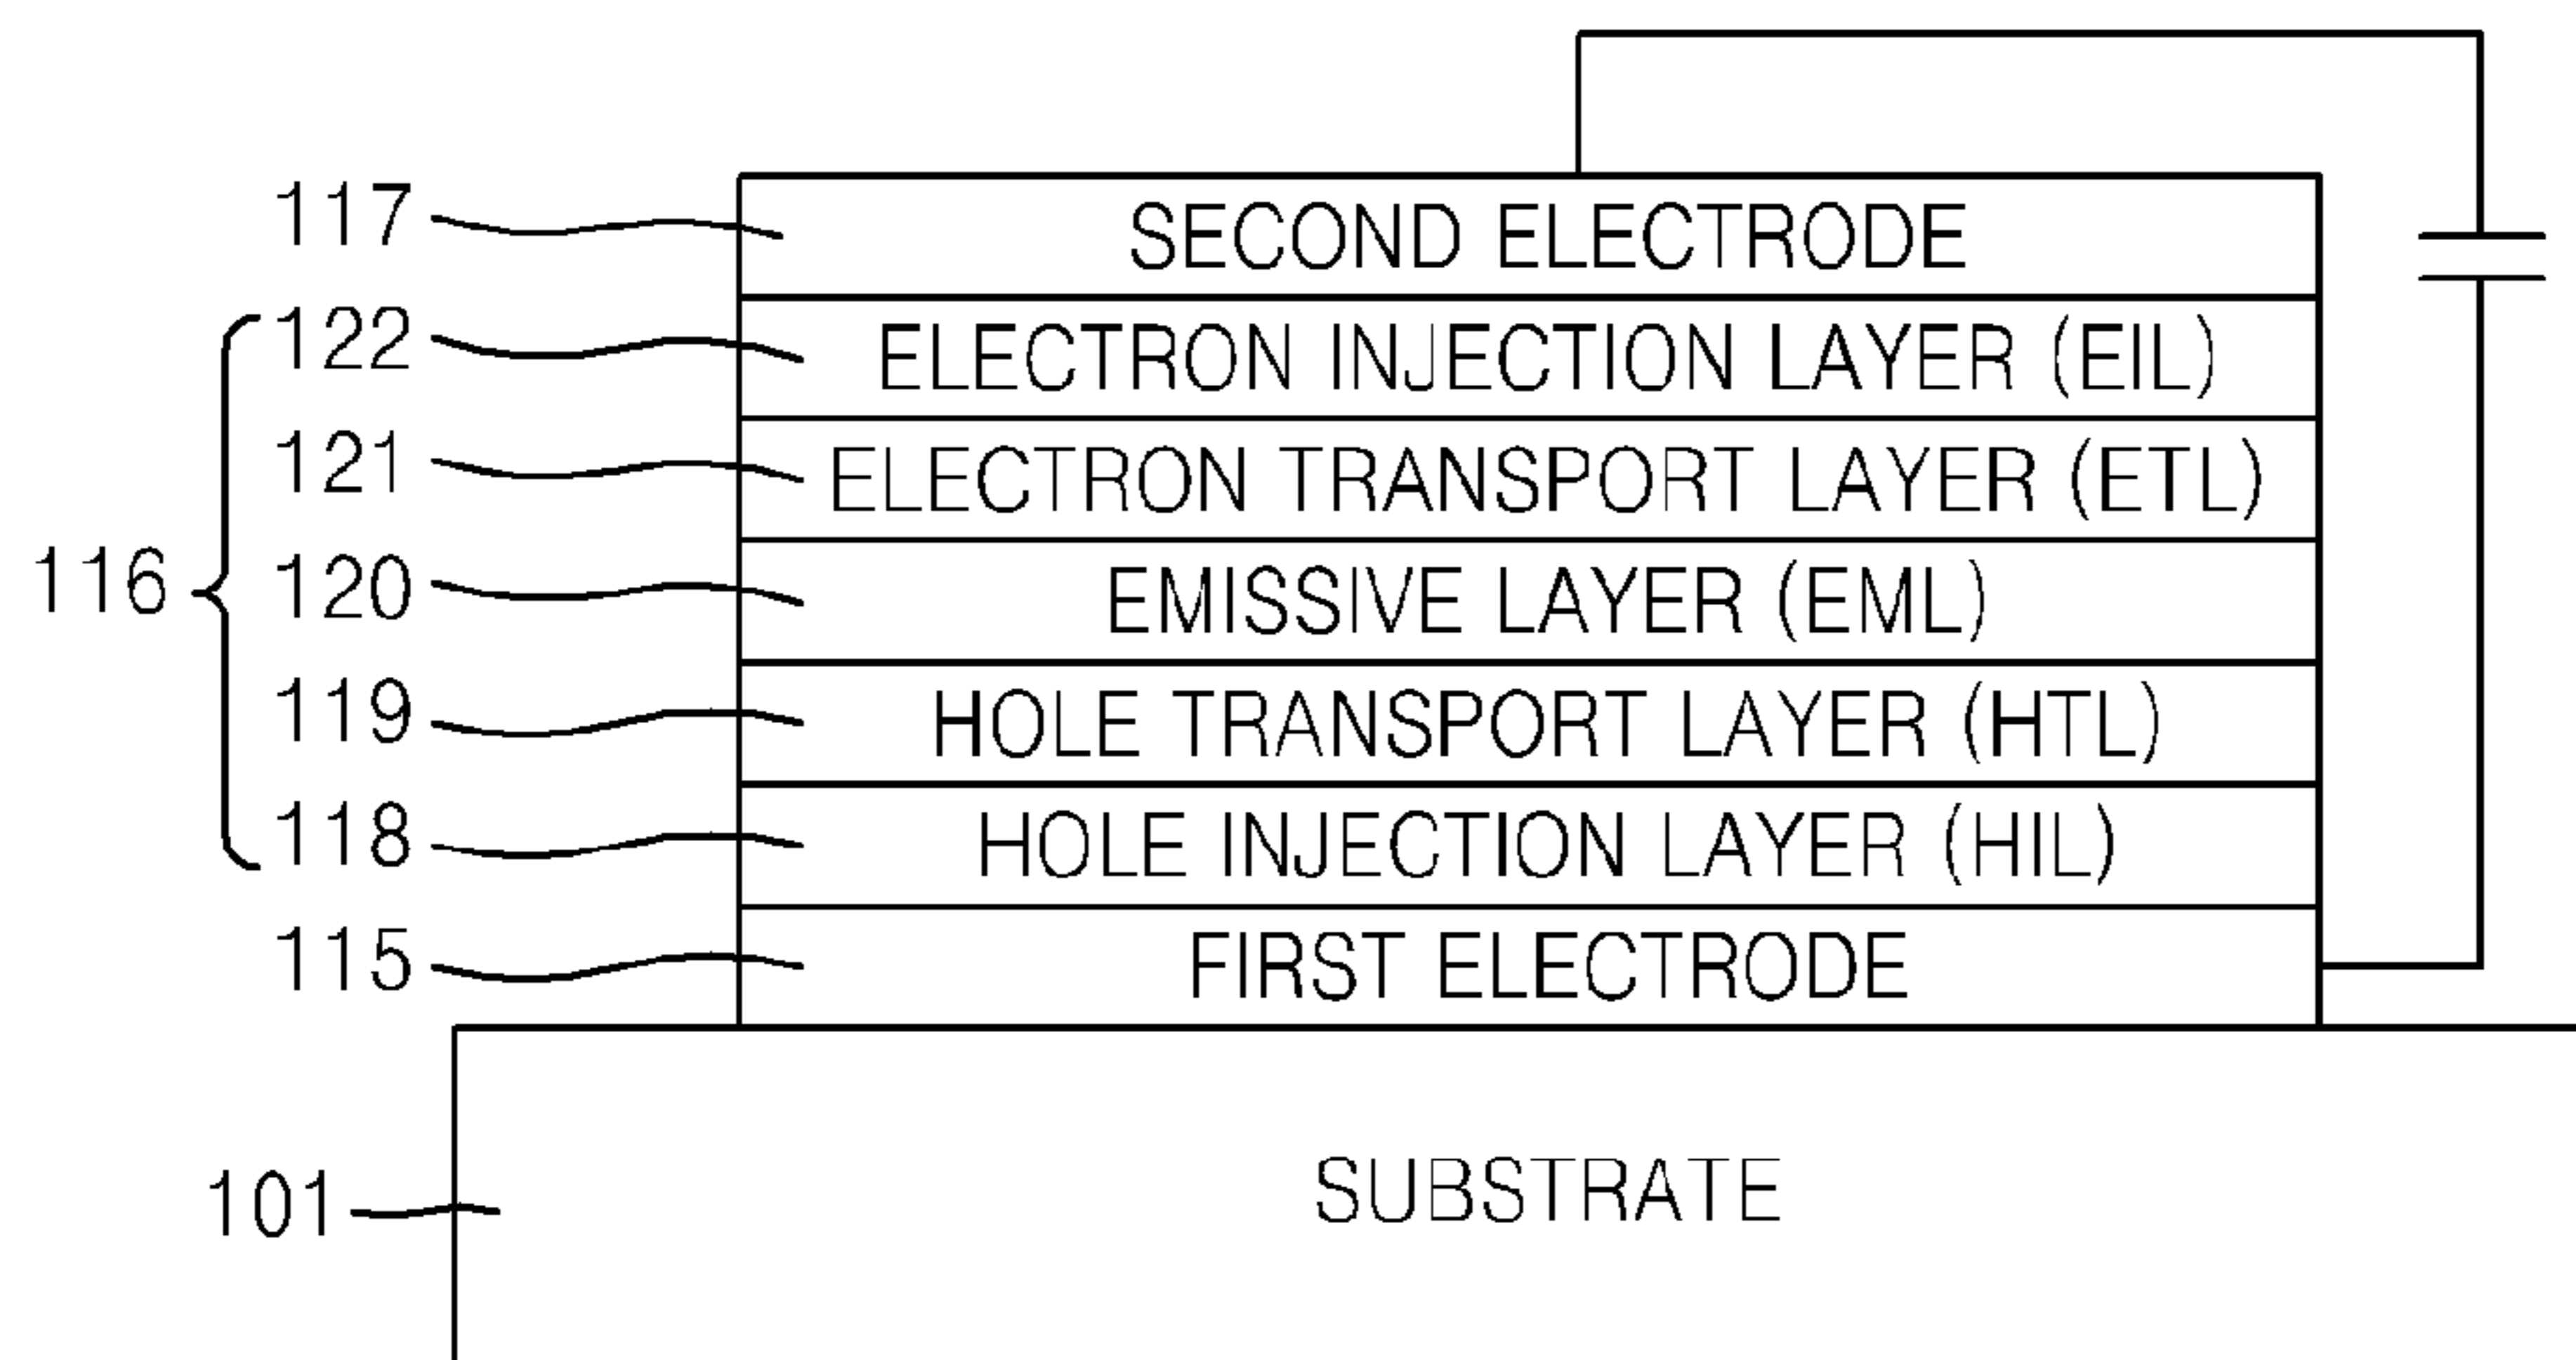 117 SECOND ELECTRODE
122 ELECTRON INJECTION LAYER (EIL)
121 ELECTRON TRANSPORT LAYER (ETL)
116 120 EMISSIVE LAYER (EML)
119 HOLE TRANSPORT LAYER (HTL)
118 HOLE INJECTION LAYER (HIL)
115 FIRST ELECTRODE
101 SUBSTRATE